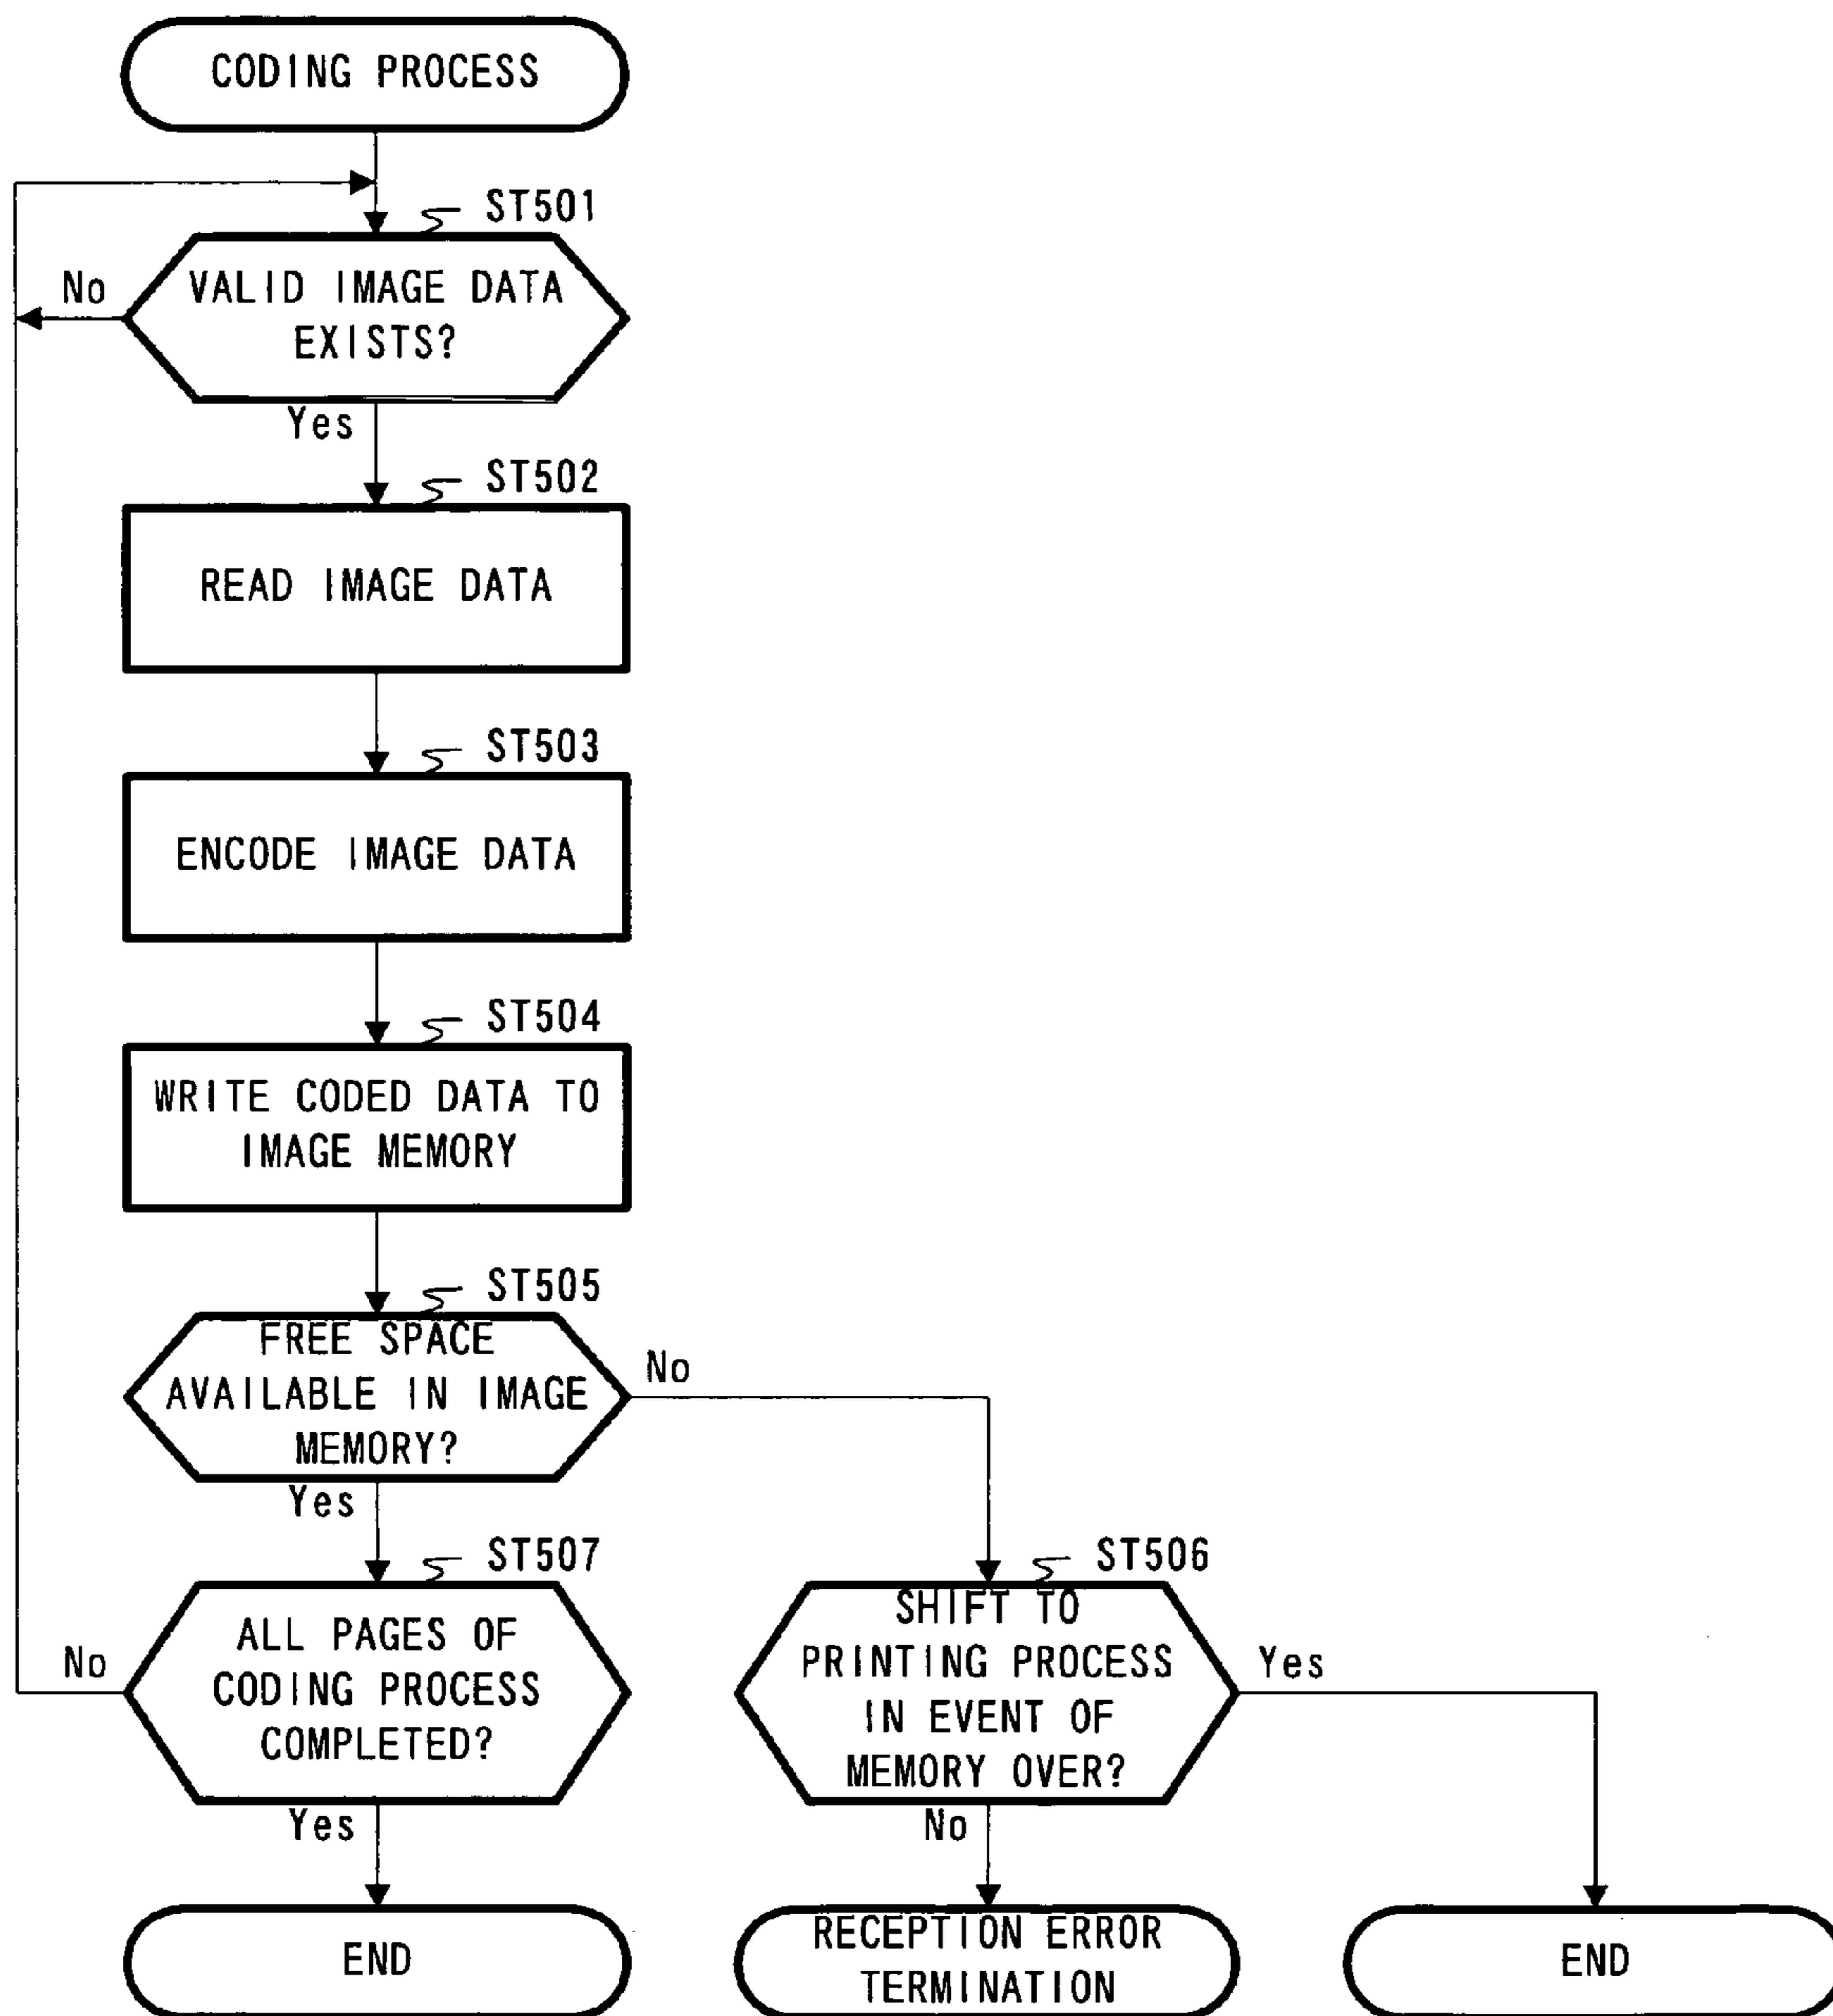 CODING PROCESS
ST501
VALID IMAGE DATA
EXISTS?
No
Yes
ST502
READ IMAGE DATA
ST503
ENCODE IMAGE DATA
ST504
WRITE CODED DATA TO
IMAGE MEMORY
ST505
FREE SPACE
AVAILABLE IN IMAGE
MEMORY?
No
Yes
ST507
ALL PAGES OF
CODING PROCESS
COMPLETED?
No
Yes
END
ST506
SHIFT TO
PRINTING PROCESS
IN EVENT OF
MEMORY OVER?
Yes
No
RECEPTION ERROR
TERMINATION
END